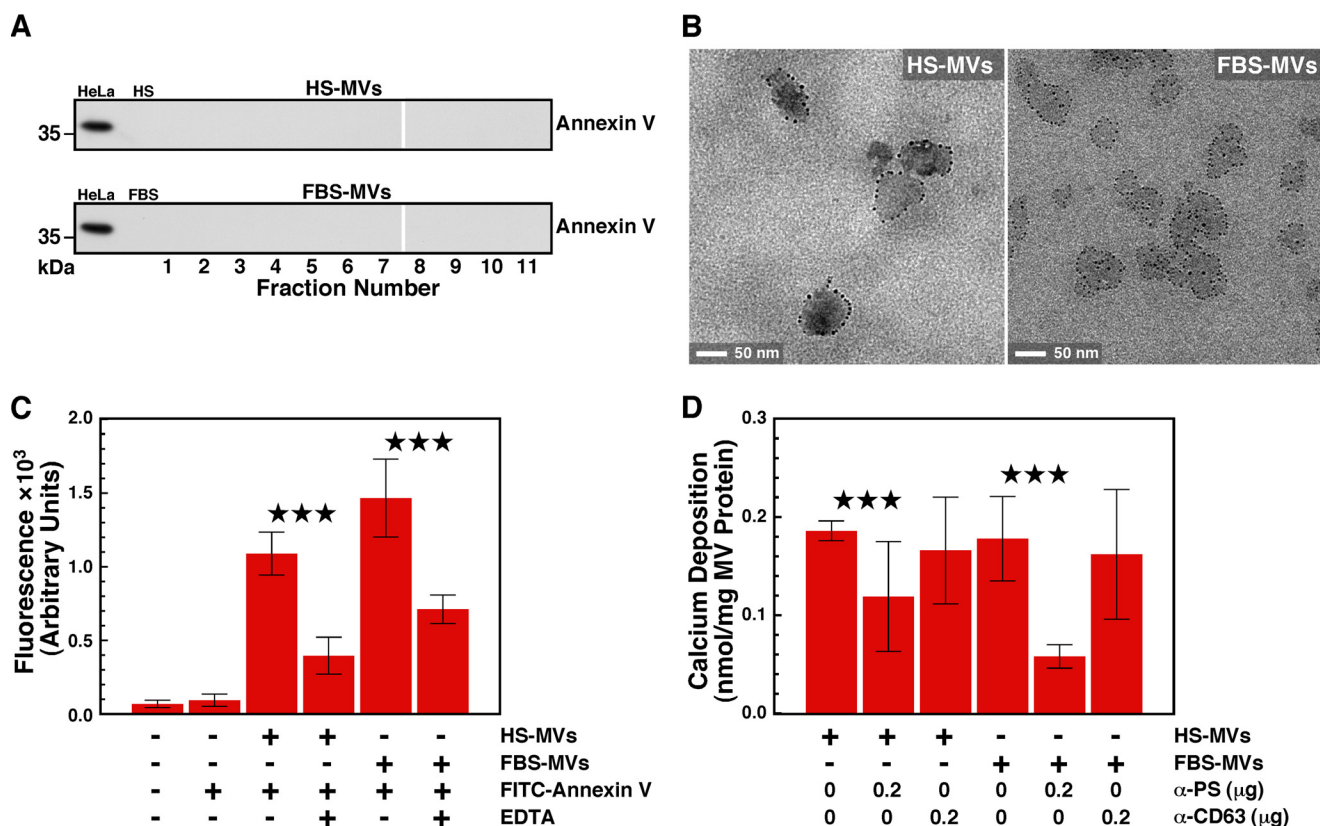 A
HeLa HS HS-MVs
35 Annexin V
HeLa FBS FBS-MVs
35 Annexin V
kDa 1 2 3 4 5 6 7 8 9 10 11
Fraction Number
B
HS-MVs FBS-MVs
50 nm 50 nm
C
Fluorescence ×10³
(Arbitrary Units)
2.0
1.5
1.0
0.5
0.0
★★★ ★★★
- - + + - - HS-MVs
- - - - + + FBS-MVs
- + + + + + FITC-Annexin V
- - - + - + EDTA
D
Calcium Deposition
(nmol/mg MV Protein)
0.3
0.2
0.1
0.0
★★★ ★★★
+ + + - - - HS-MVs
- - - + + + FBS-MVs
0 0.2 0 0 0.2 0 α-PS (µg)
0 0 0.2 0 0 0.2 α-CD63 (µg)